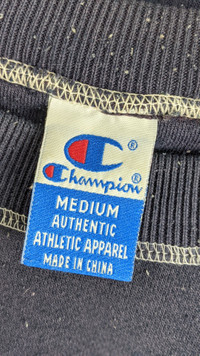 ®
Champion®
MEDIUM
AUTHENTIC
ATHLETIC APPAREL
MADE IN CHINA